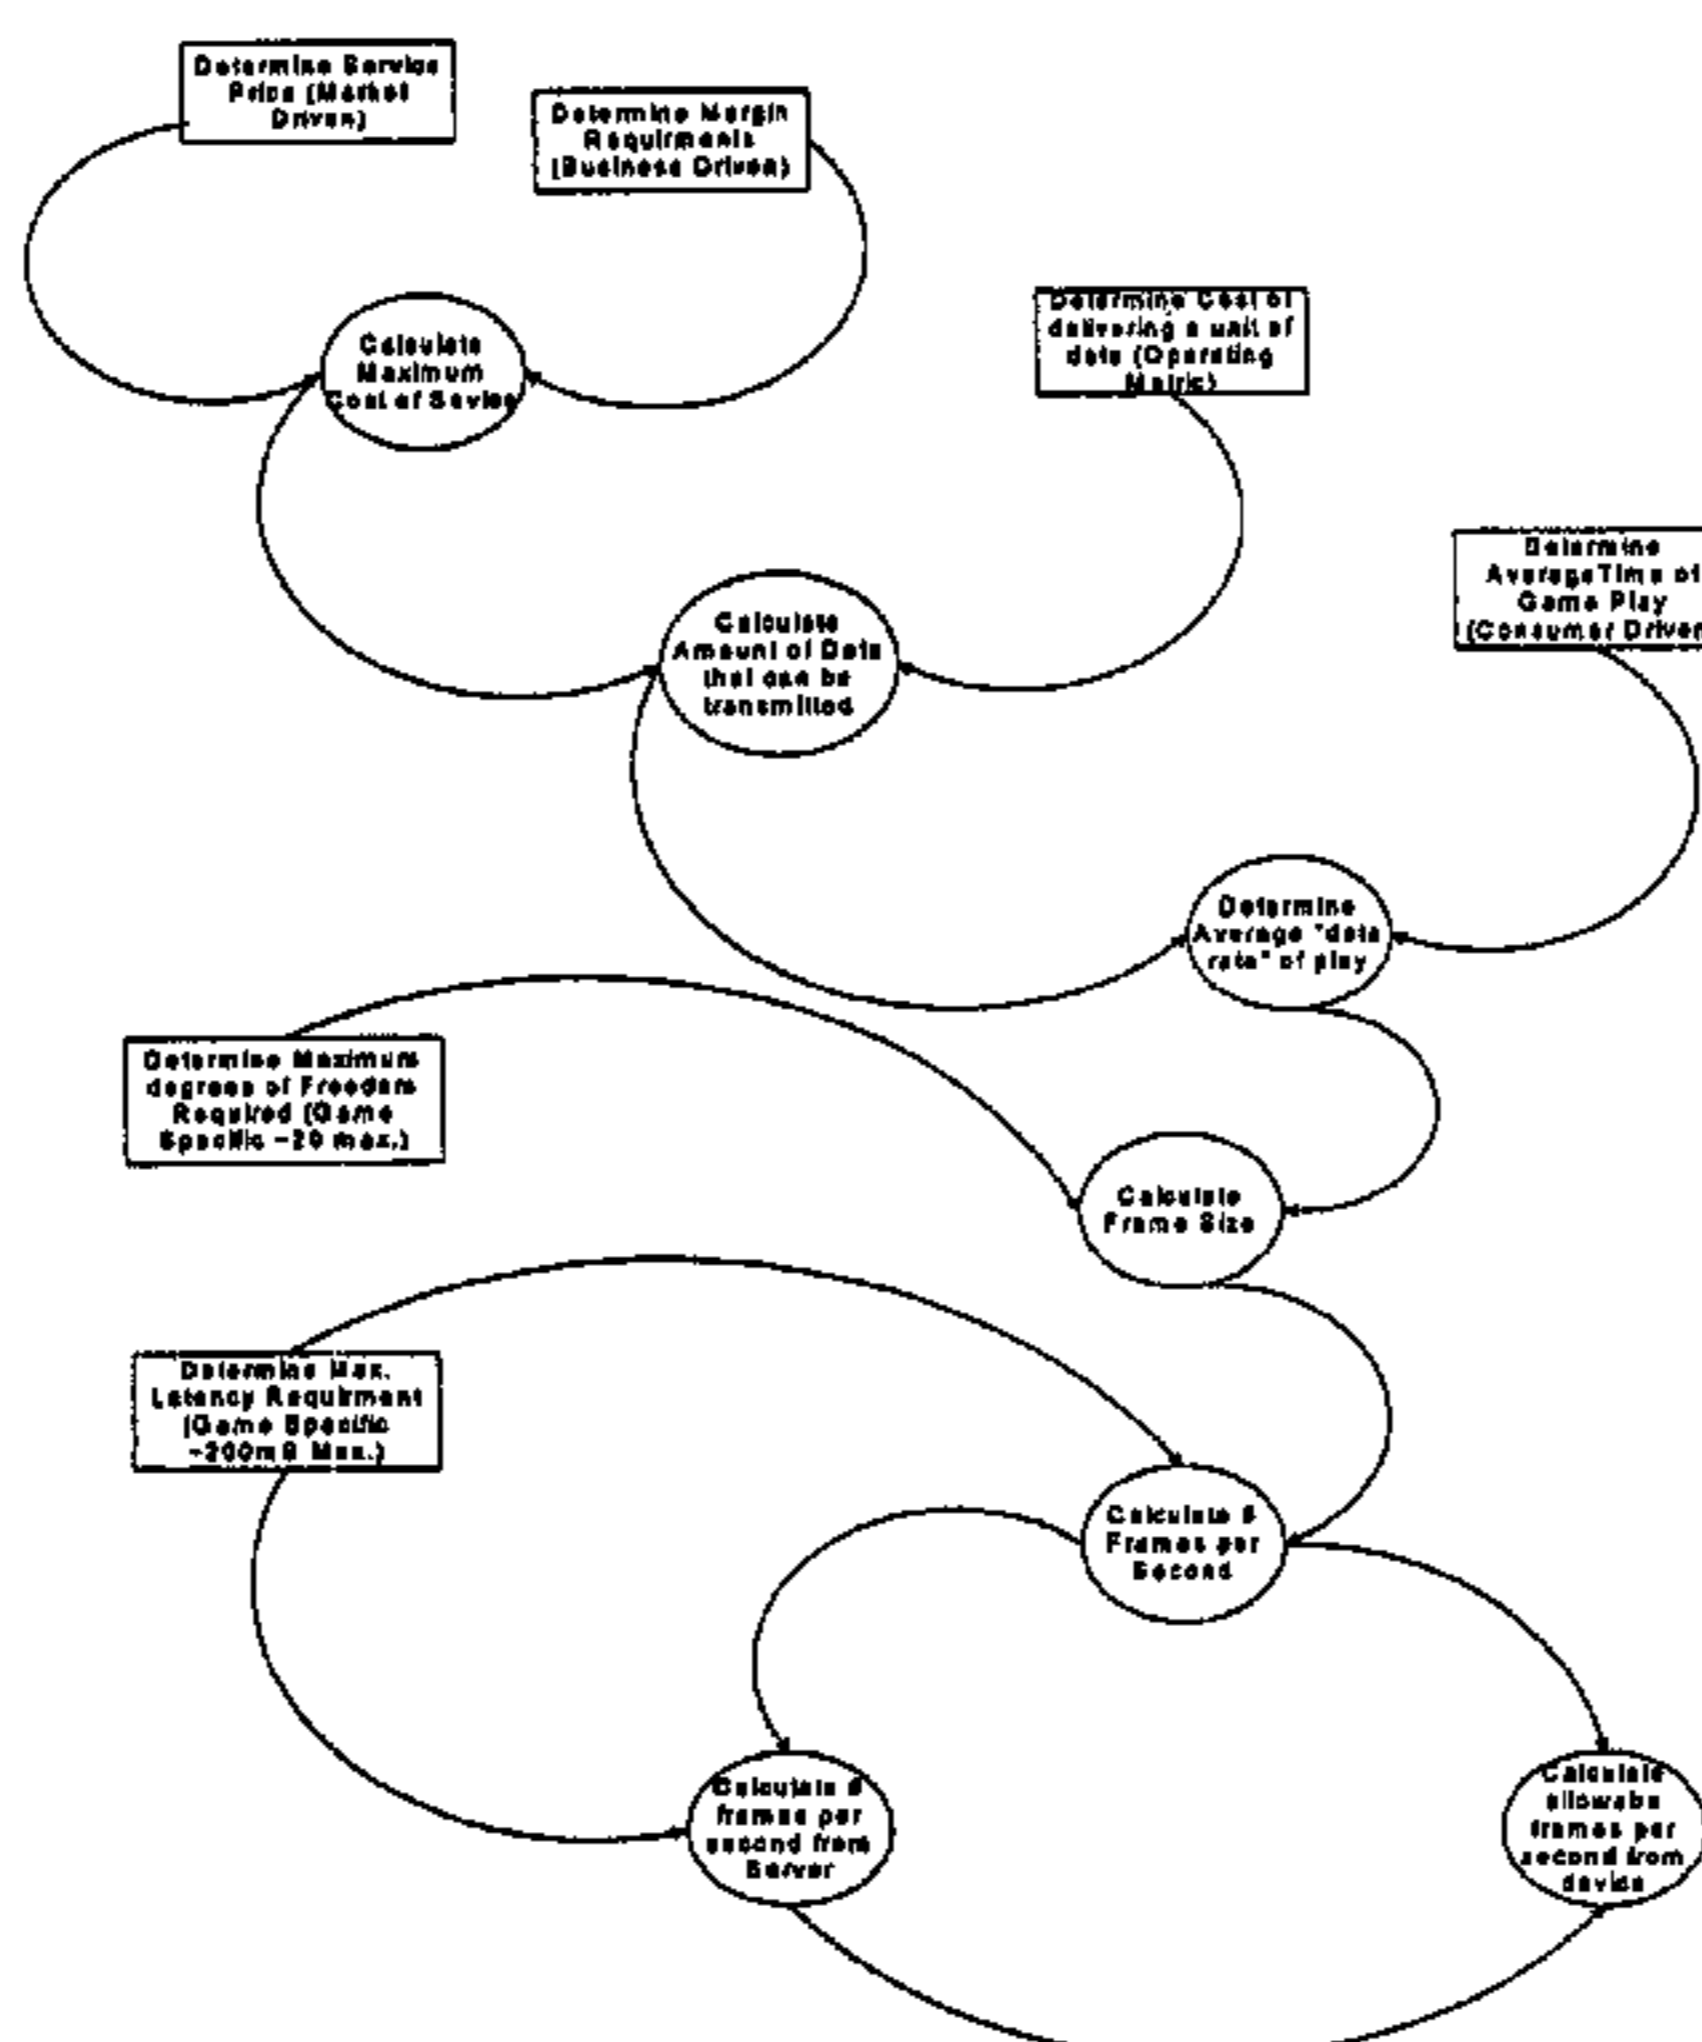 Determine Service
Price (Market
Driven)
Determine Margin
Requirments
(Business Driven)
Determine Cost of
delivering a unit of
data (Operating
Metric)
Calculate
Maximum
Cost of Service
Determine
AverageTime of
Game Play
(Consumer Driven
Calculate
Amount of Data
that can be
transmitted
Determine
Average "data
rate" of play
Determine Maximum
degrees of Freedom
Required (Game
Specific ~20 max.)
Calculate
Frame Size
Determine Max.
Latency Requirment
(Game Specific
~200mS Max.)
Calculate #
Frames per
Second
Calculate #
frames per
second from
Server
Calculate
allowabe
frames per
second from
device